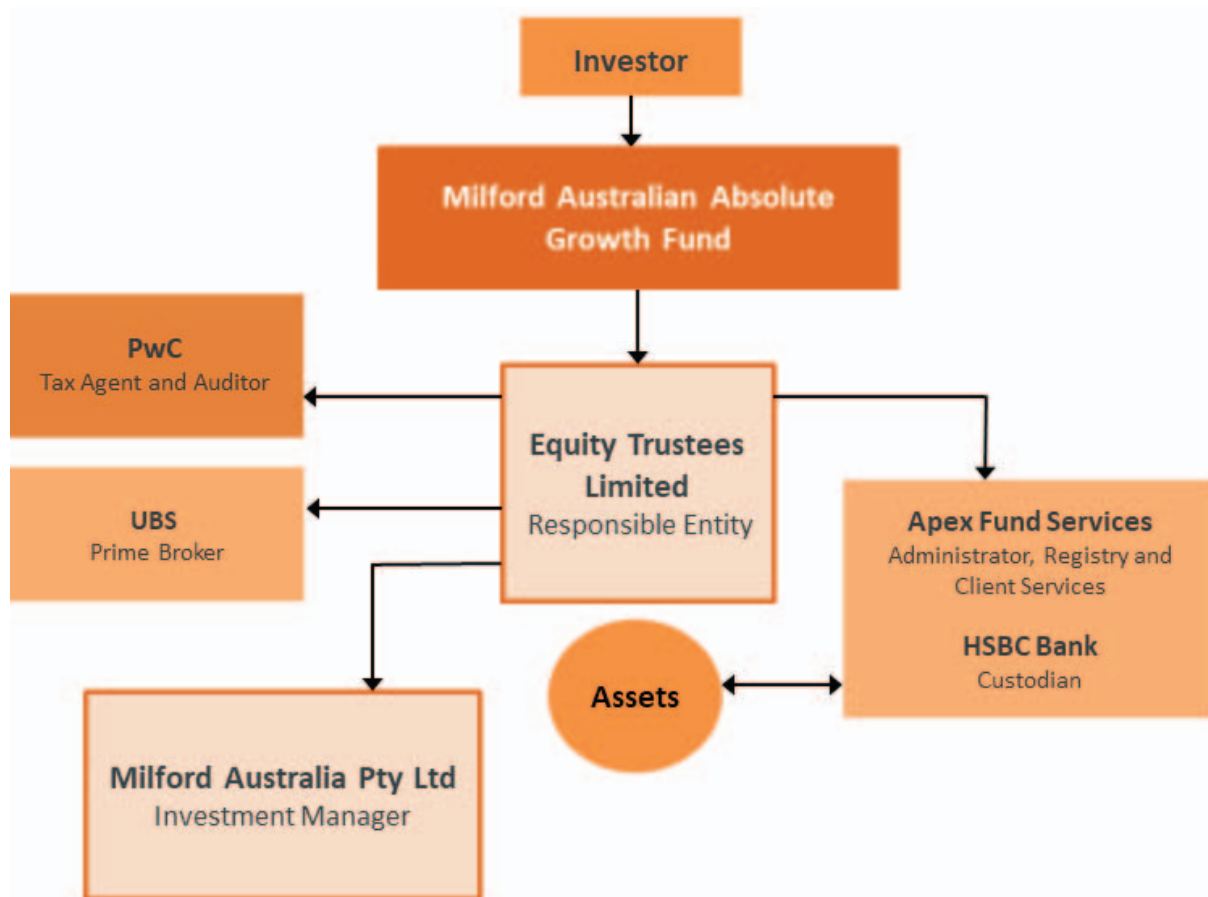 Investor
Milford Australian Absolute
Growth Fund
PwC
Tax Agent and Auditor
Equity Trustees
Limited
Responsible Entity
UBS
Prime Broker
Apex Fund Services
Administrator, Registry and
Client Services
HSBC Bank
Custodian
Assets
Milford Australia Pty Ltd
Investment Manager